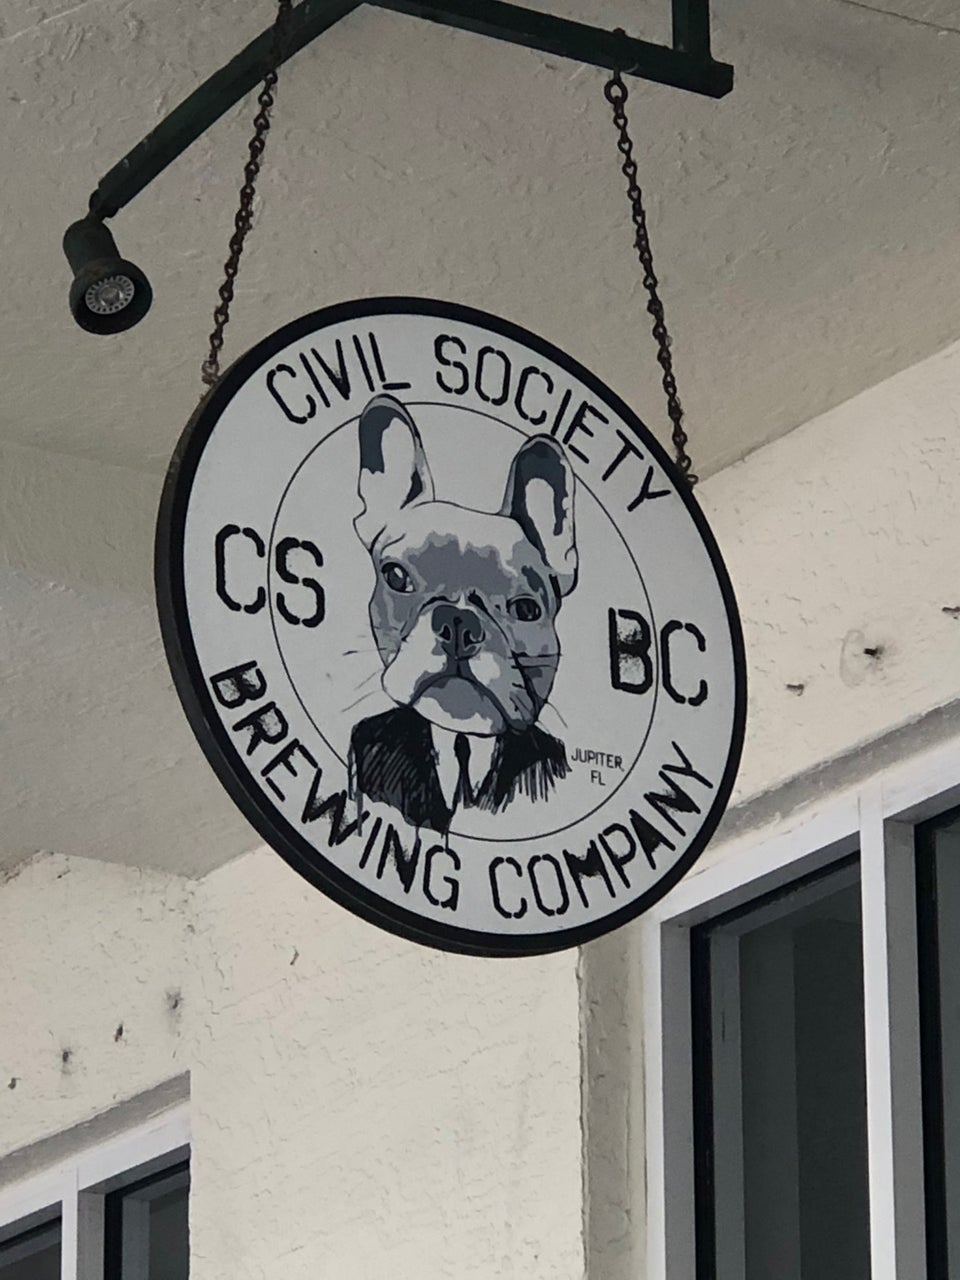 CIVIL SOCIETY
CS
BC
JUPITER,
FL
BREWING COMPANY